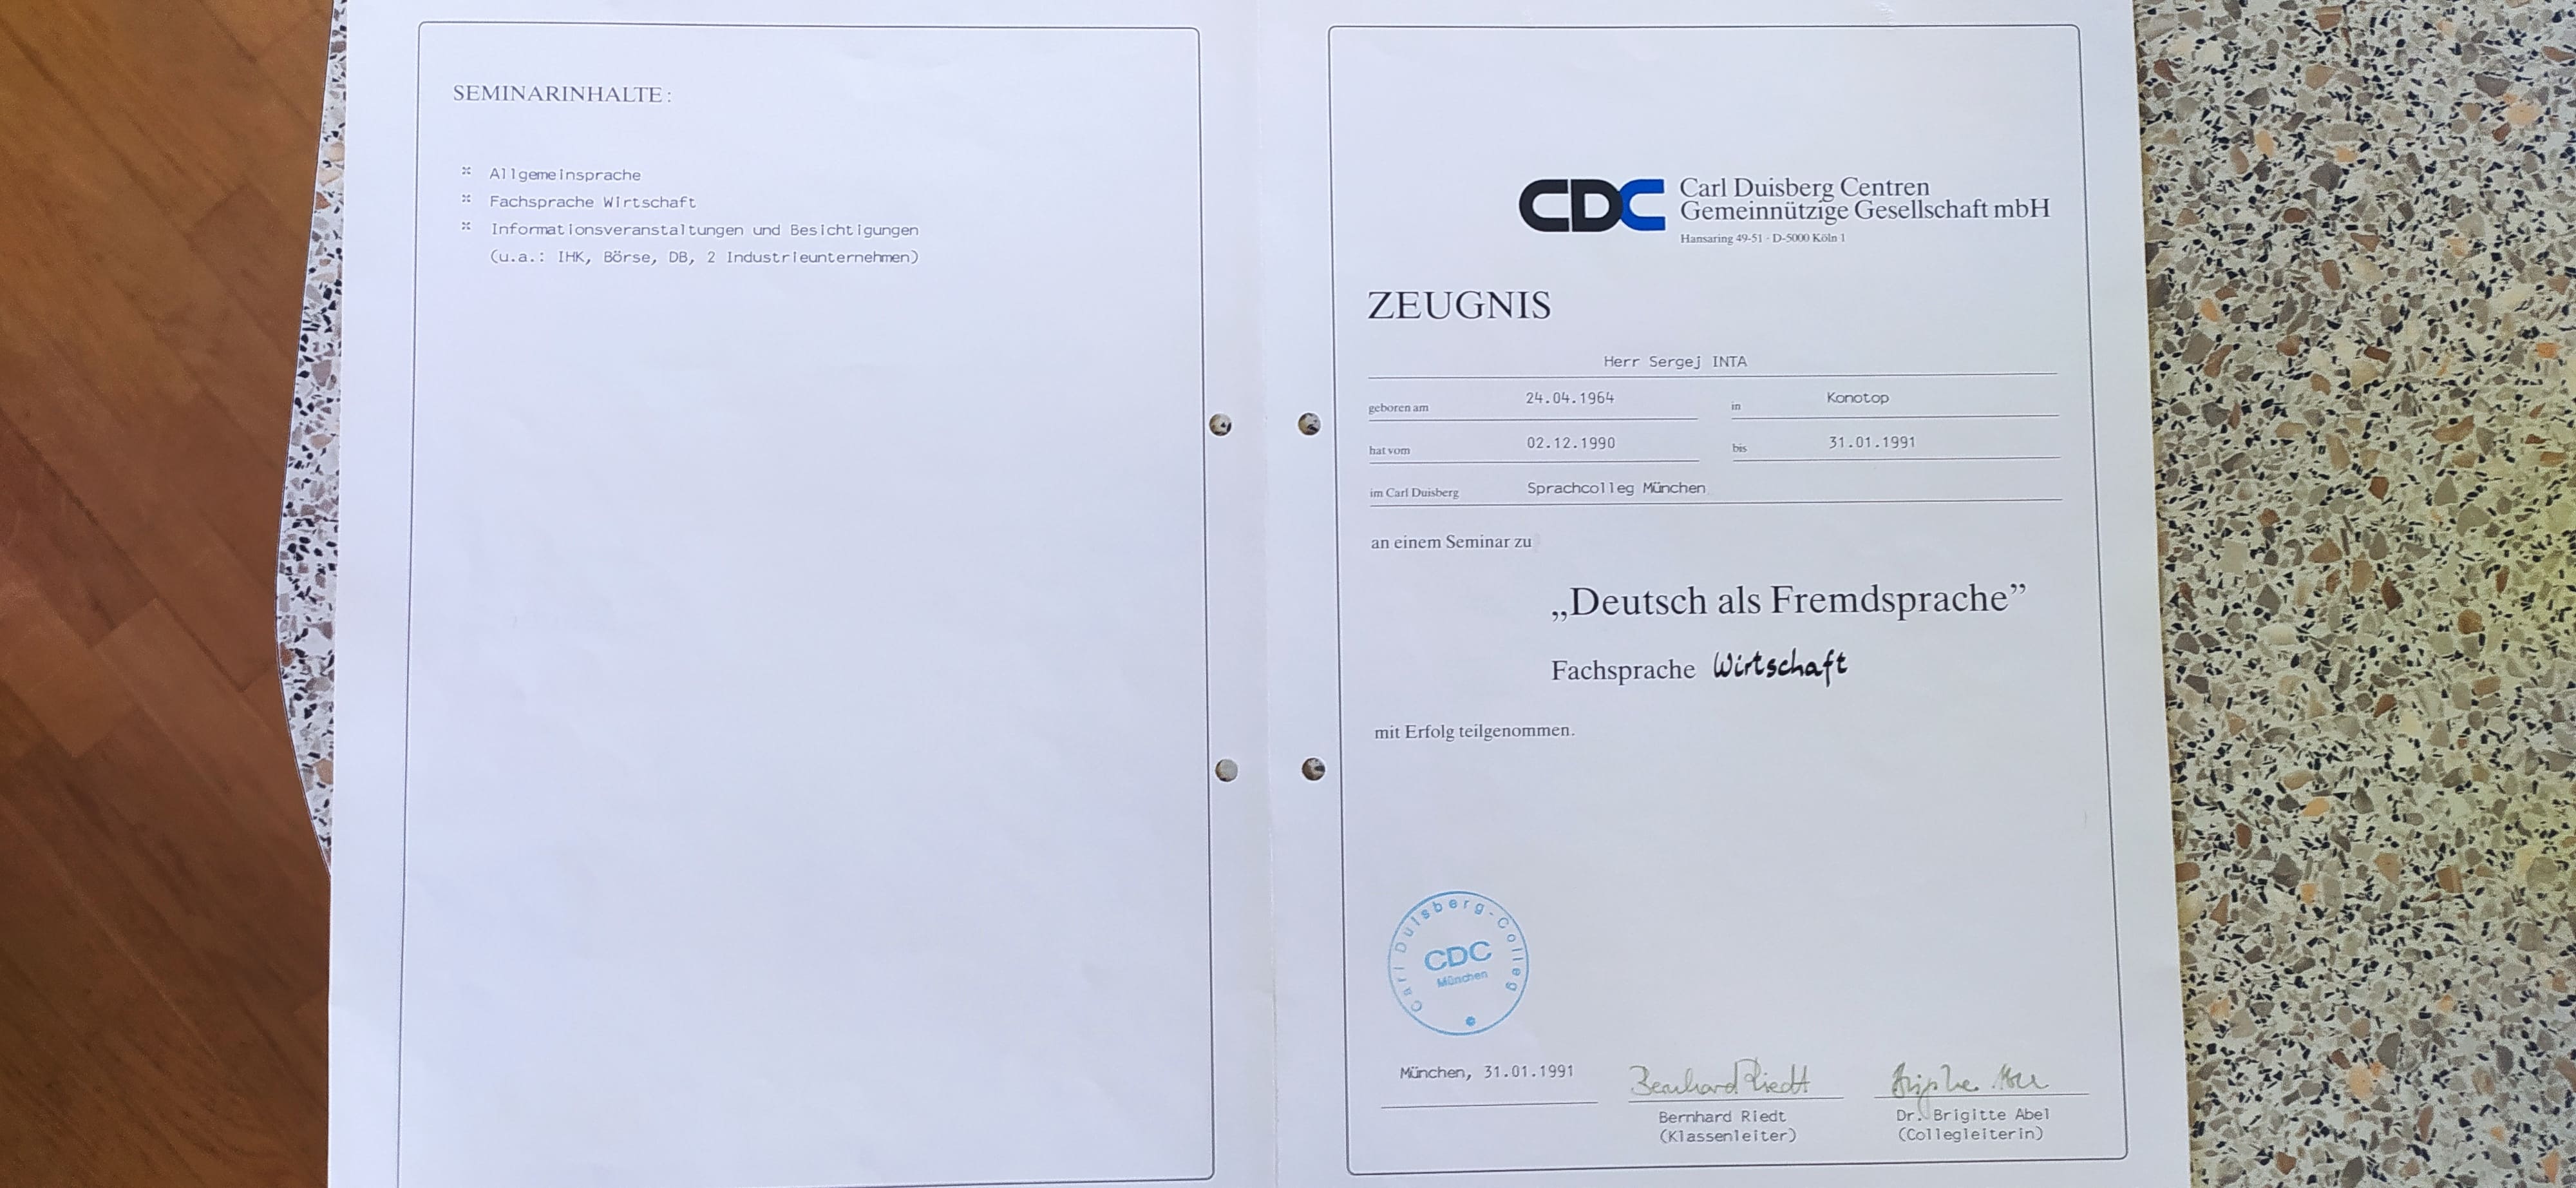 SEMINARINHALTE:
Allgemeinsprache
Fachsprache Wirtschaft
Informationsveranstaltungen und Besichtigungen
(u.a.: IHK, Börse, DB, 2 Industrieunternehmen)
CDC
Carl Duisberg Centren
Gemeinnützige Gesellschaft mbH
Hansaring 49-51 · D-5000 Köln 1
ZEUGNIS
Herr Sergej INTA
geboren am 24.04.1964 in Konotop
hat vom 02.12.1990 bis 31.01.1991
im Carl Duisberg Sprachcolleg München
an einem Seminar zu
„Deutsch als Fremdsprache”
Fachsprache Wirtschaft
mit Erfolg teilgenommen.
Carl Duisberg-Colleg
CDC
München
München, 31.01.1991
Bernhard Riedt
Bernhard Riedt
(Klassenleiter)
Dr. Brigitte Abel
(Collegleiterin)